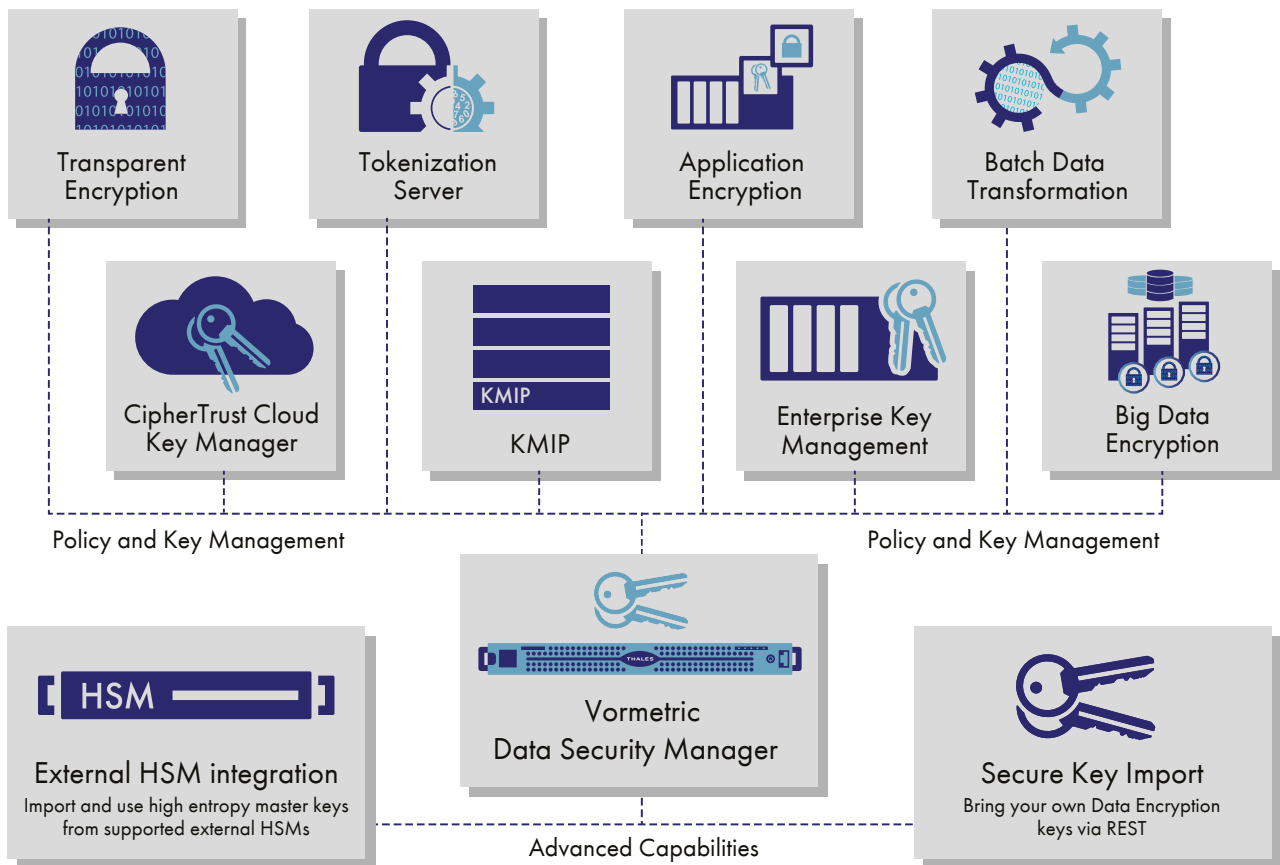 Transparent
Encryption
Tokenization
Server
Application
Encryption
Batch Data
Transformation
CipherTrust Cloud
Key Manager
KMIP
KMIP
Enterprise Key
Management
Big Data
Encryption
Policy and Key Management
Policy and Key Management
THALES
Vormetric
Data Security Manager
HSM
External HSM integration
Import and use high entropy master keys
from supported external HSMs
Secure Key Import
Bring your own Data Encryption
keys via REST
Advanced Capabilities